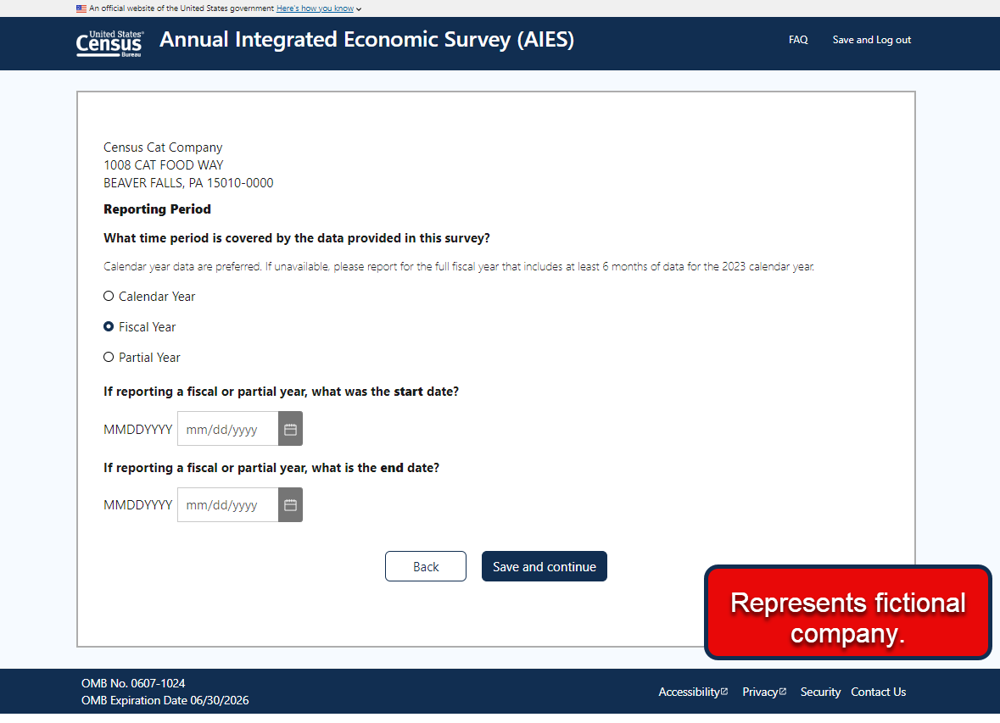 An official website of the United States government Here's how you know
United States®
Census
Bureau
Annual Integrated Economic Survey (AIES)
FAQ
Save and Log out
Census Cat Company
1008 CAT FOOD WAY
BEAVER FALLS, PA 15010-0000
Reporting Period
What time period is covered by the data provided in this survey?
Calendar year data are preferred. If unavailable, please report for the full fiscal year that includes at least 6 months of data for the 2023 calendar year.
Calendar Year
Fiscal Year
Partial Year
If reporting a fiscal or partial year, what was the start date?
MMDDYYYY mm/dd/yyyy
If reporting a fiscal or partial year, what is the end date?
MMDDYYYY mm/dd/yyyy
Back
Save and continue
Represents fictional
company.
OMB No. 0607-1024
OMB Expiration Date 06/30/2026
Accessibility
Privacy
Security
Contact Us